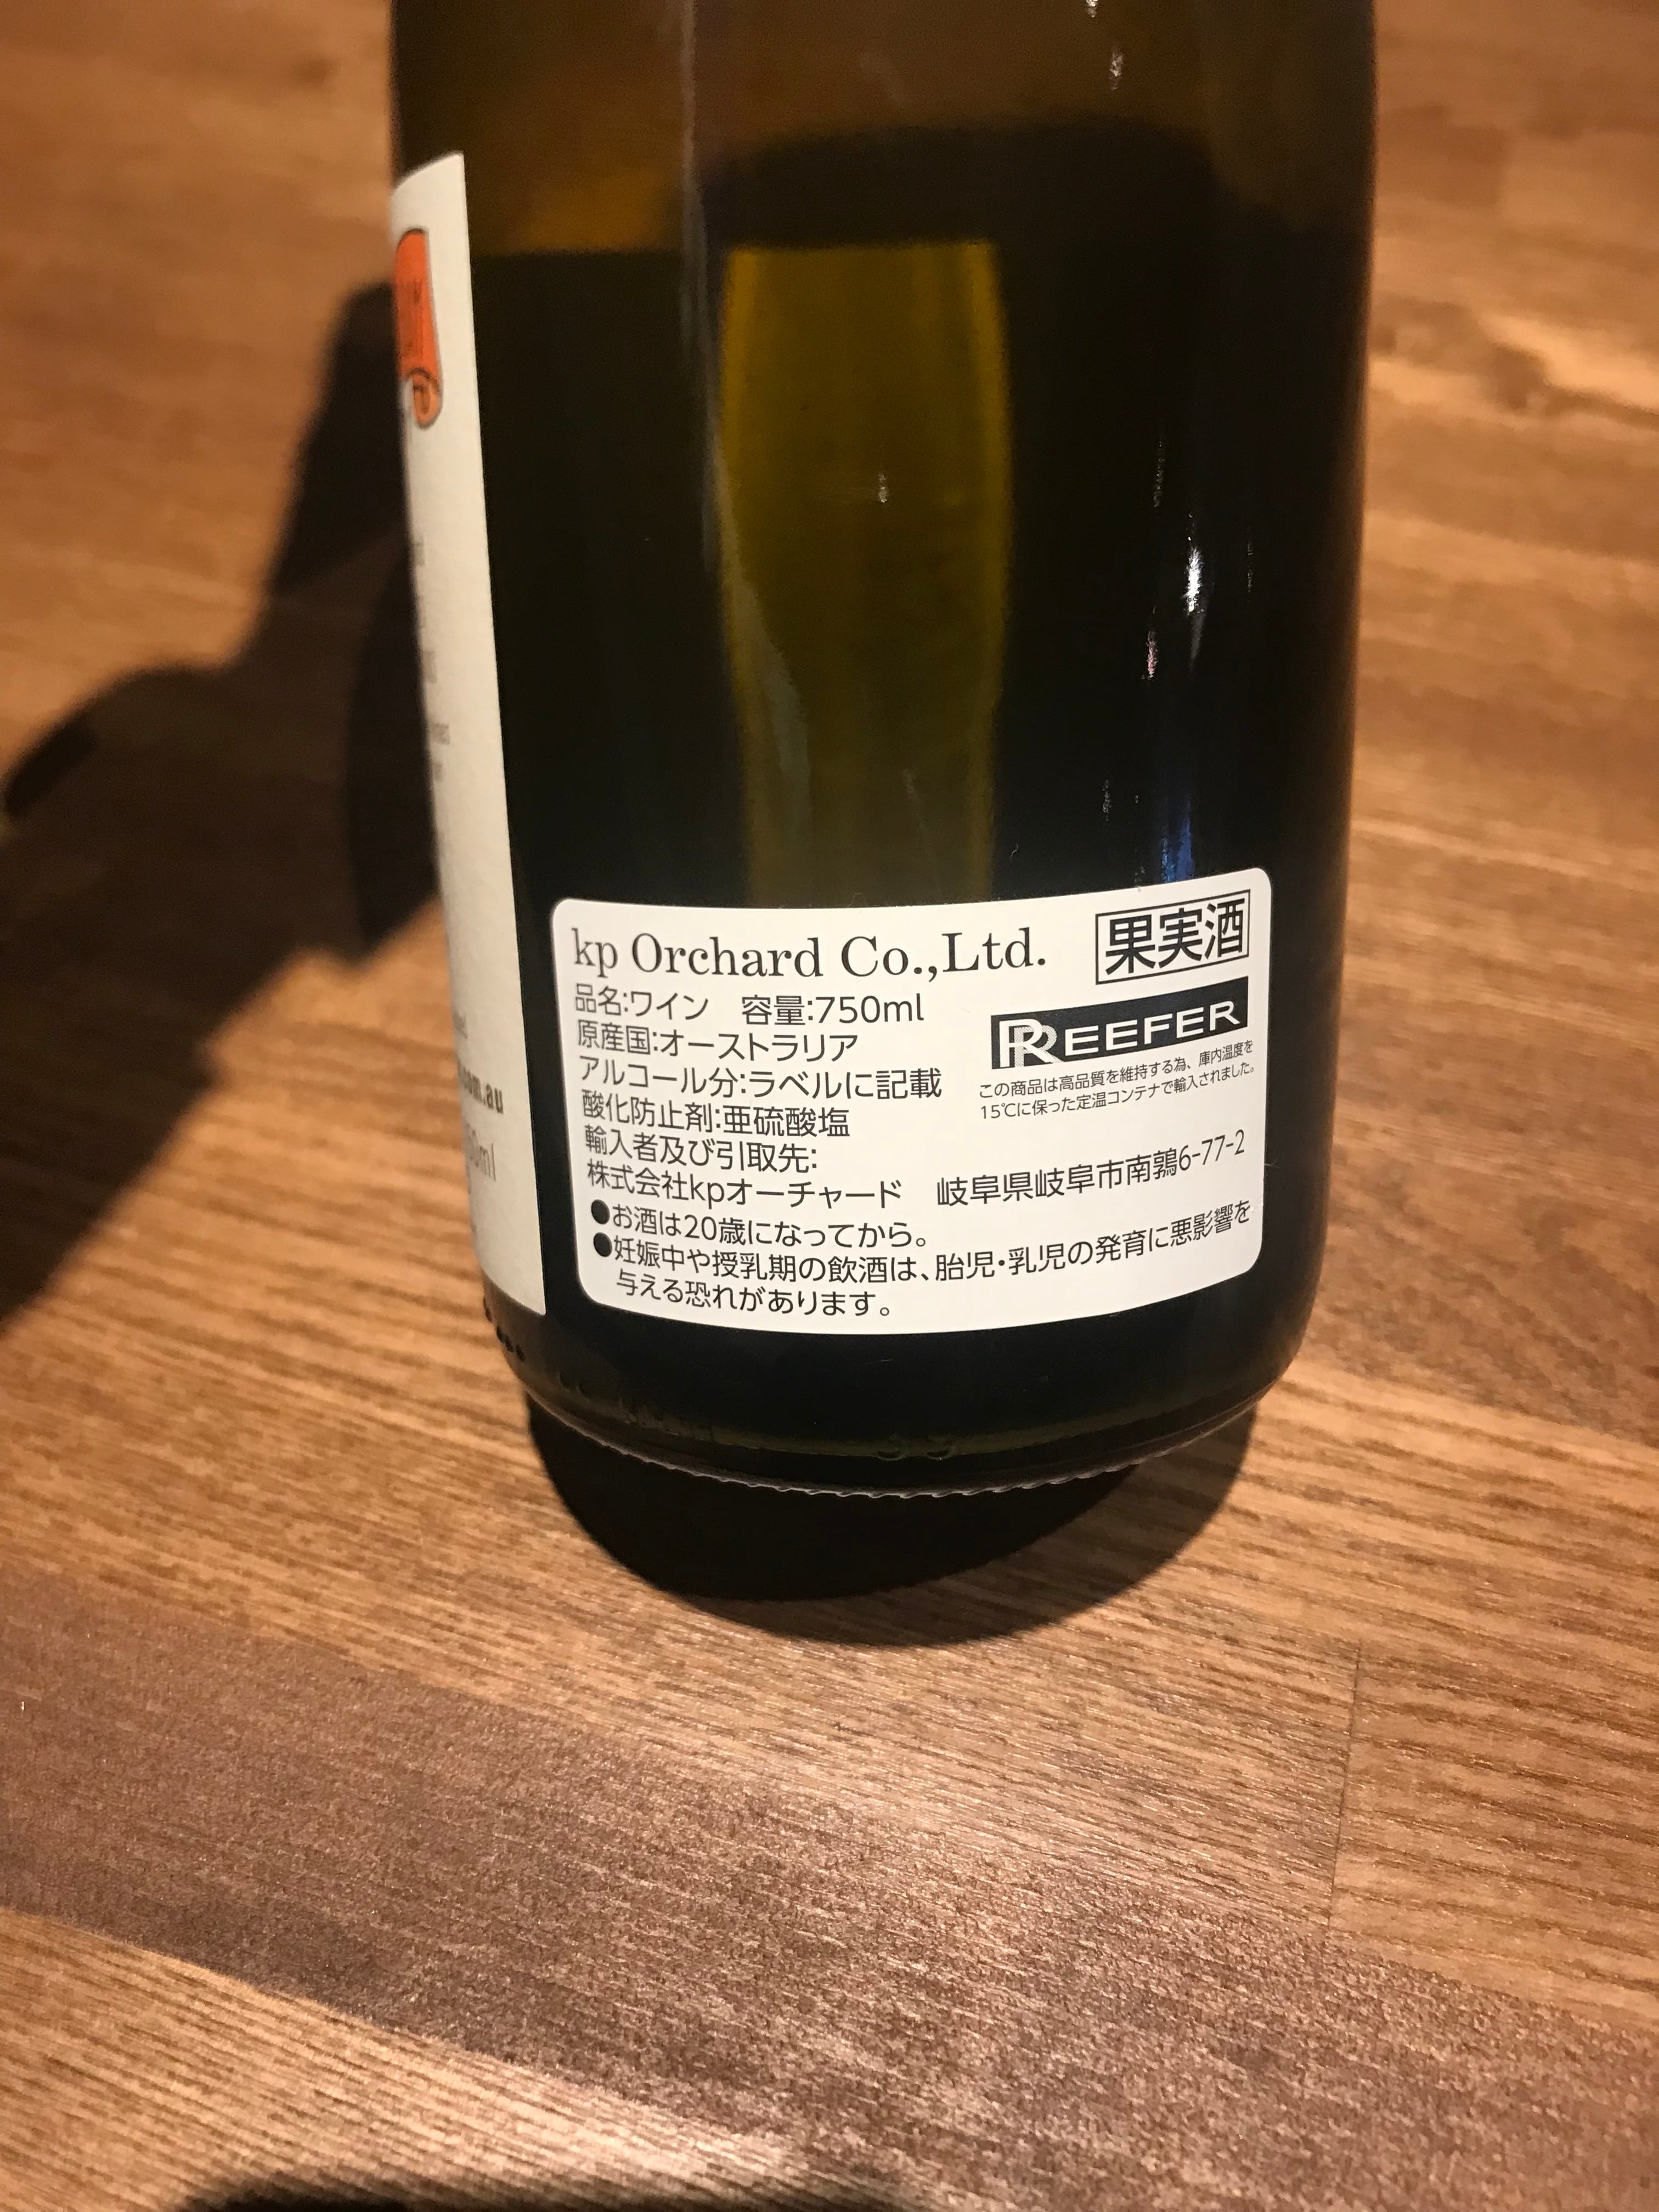 kp Orchard Co.,Ltd.
果実酒
品名:ワイン　容量:750ml
原産国:オーストラリア
アルコール分:ラベルに記載
酸化防止剤:亜硫酸塩
輸入者及び引取先:
株式会社kpオーチャード　岐阜県岐阜市南鶉6-77-2
REEFER
この商品は高品質を維持する為、庫内温度を
15℃に保った定温コンテナで輸入されました。
●お酒は20歳になってから。
●妊娠中や授乳期の飲酒は、胎児・乳児の発育に悪影響を
与える恐れがあります。
com.au